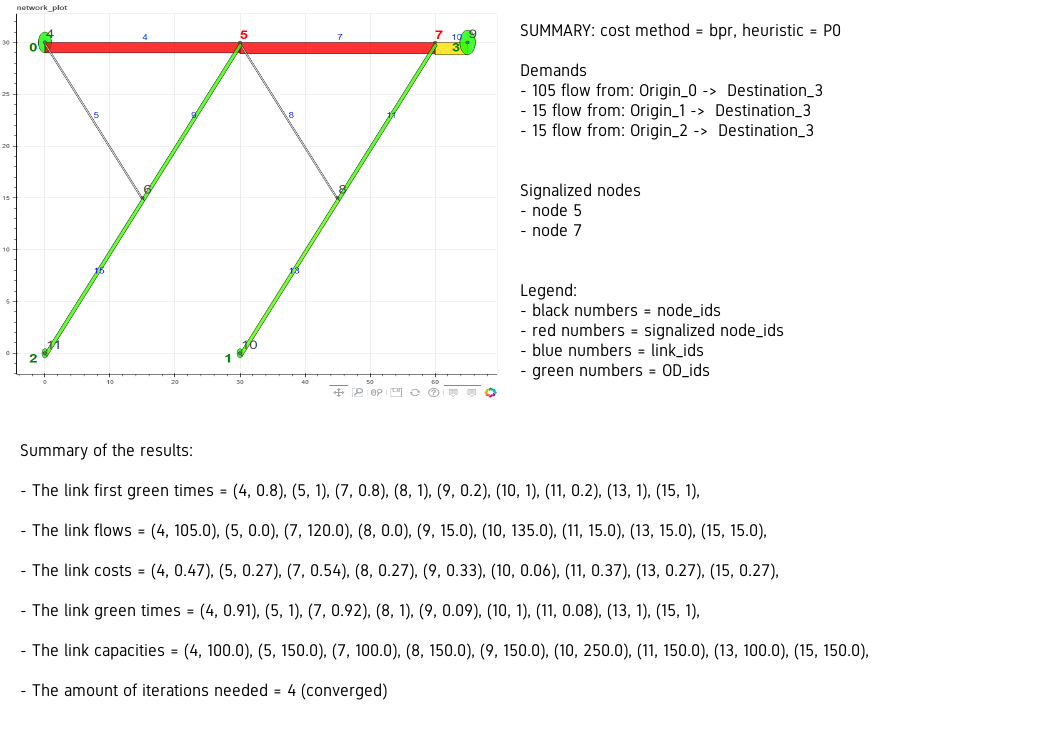 network_plot
SUMMARY: cost method = bpr, heuristic = P0
Demands
- 105 flow from: Origin_0 -> Destination_3
- 15 flow from: Origin_1 -> Destination_3
- 15 flow from: Origin_2 -> Destination_3
Signalized nodes
- node 5
- node 7
Legend:
- black numbers = node_ids
- red numbers = signalized node_ids
- blue numbers = link_ids
- green numbers = OD_ids
4 4 5 7 7 10 9
0 3
5 9 8 11
6 8
15 13
11 10
2 1
30
25
20
15
10
5
0
0 10 20 30 40 50 60
Summary of the results:
- The link first green times = (4, 0.8), (5, 1), (7, 0.8), (8, 1), (9, 0.2), (10, 1), (11, 0.2), (13, 1), (15, 1),
- The link flows = (4, 105.0), (5, 0.0), (7, 120.0), (8, 0.0), (9, 15.0), (10, 135.0), (11, 15.0), (13, 15.0), (15, 15.0),
- The link costs = (4, 0.47), (5, 0.27), (7, 0.54), (8, 0.27), (9, 0.33), (10, 0.06), (11, 0.37), (13, 0.27), (15, 0.27),
- The link green times = (4, 0.91), (5, 1), (7, 0.92), (8, 1), (9, 0.09), (10, 1), (11, 0.08), (13, 1), (15, 1),
- The link capacities = (4, 100.0), (5, 150.0), (7, 100.0), (8, 150.0), (9, 150.0), (10, 250.0), (11, 150.0), (13, 100.0), (15, 150.0),
- The amount of iterations needed = 4 (converged)